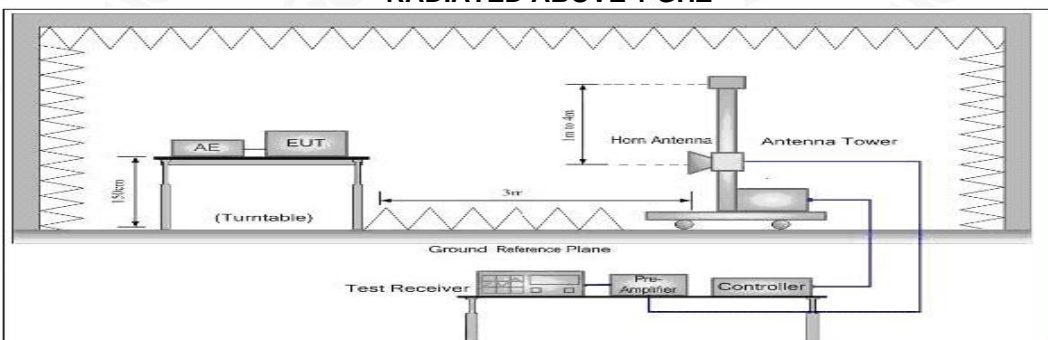 RADIATED ABOVE 1 GHZ
AE
EUT
150cm
(Turntable)
3m
1m to 4m
Horn Antenna
Antenna Tower
Ground Reference Plane
Test Receiver
Pre-
Amplifier
Controller